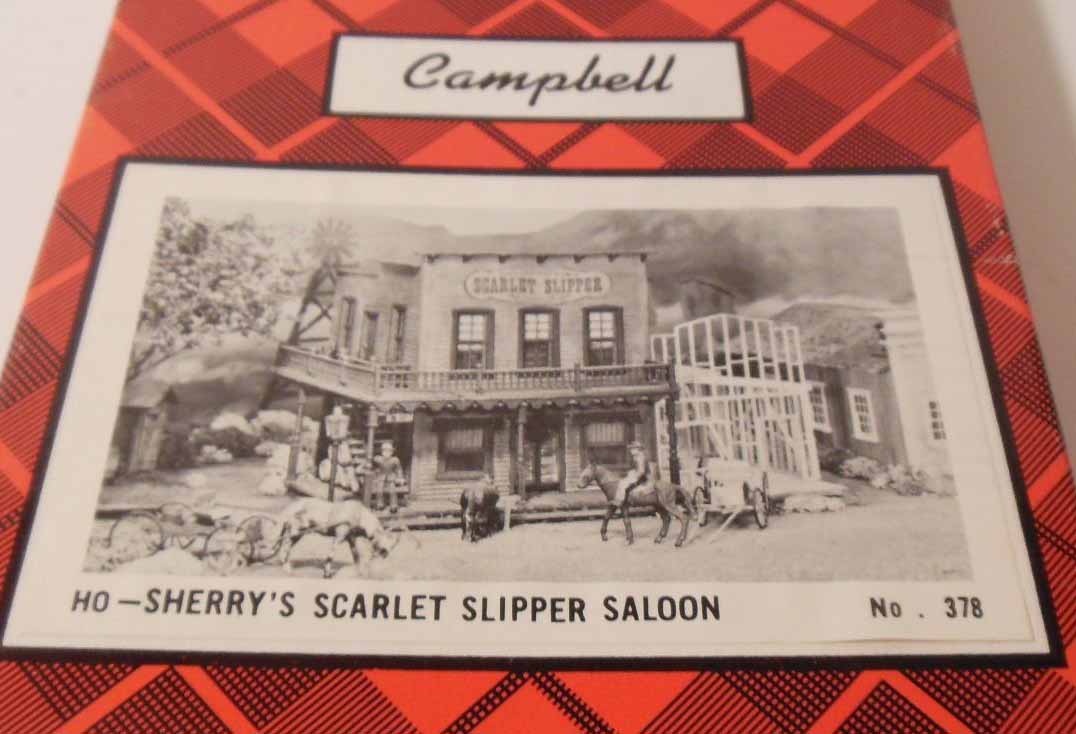 Campbell
SCARLET SLIPPER
HO – SHERRY'S SCARLET SLIPPER SALOON No. 378